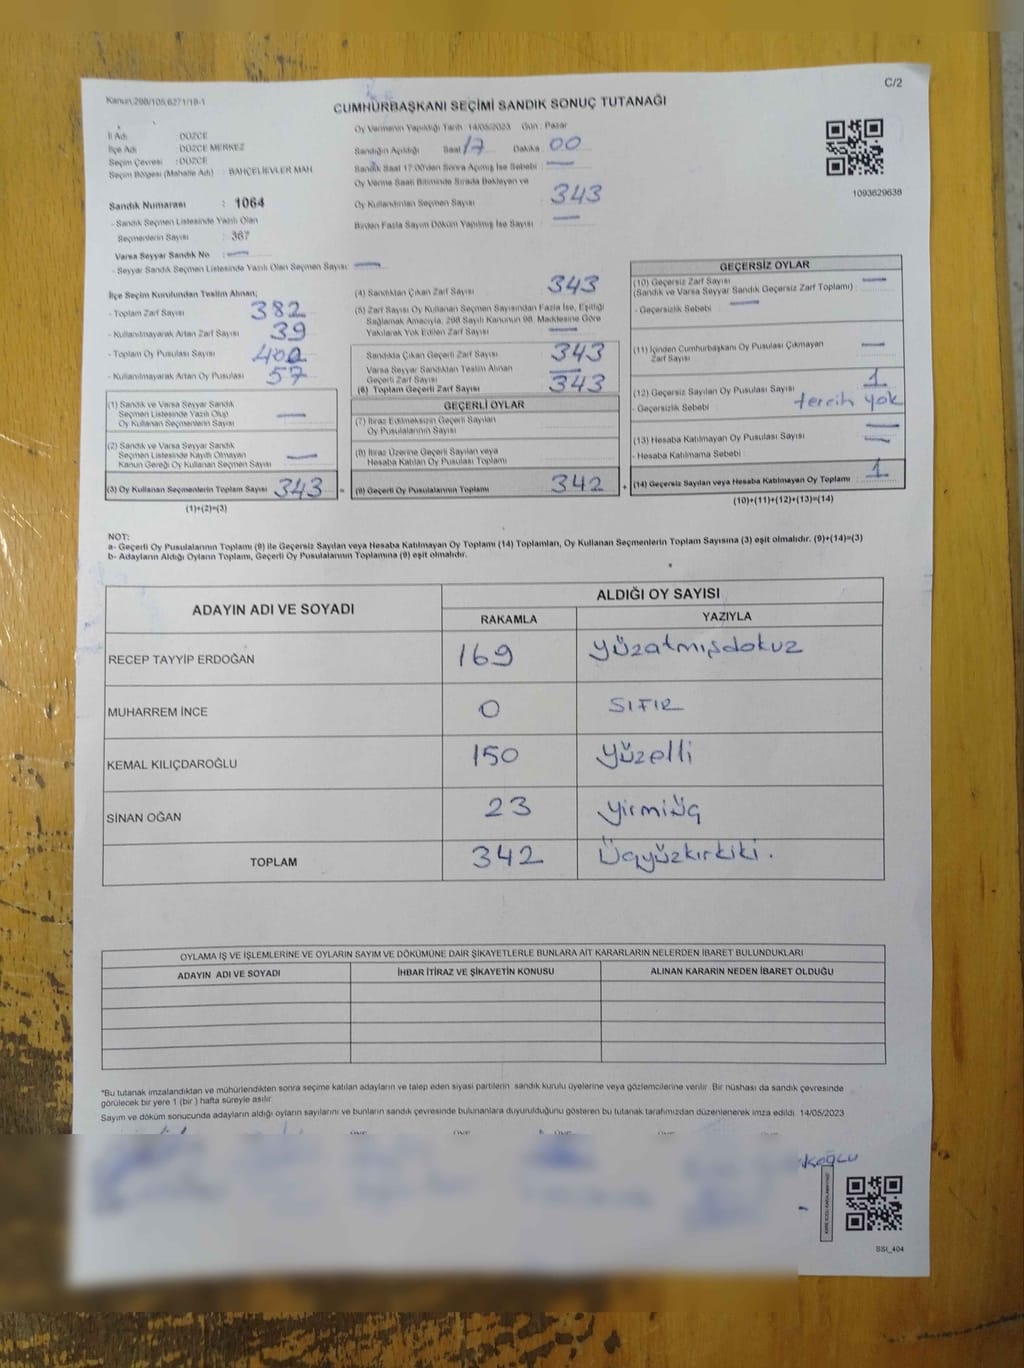 Kanun:298/105,6271/18-1
C/2
CUMHURBAŞKANI SEÇİMİ SANDIK SONUÇ TUTANAĞI
İl Adı : DÜZCE
İlçe Adı : DÜZCE MERKEZ
Seçim Çevresi : DÜZCE
Seçim Bölgesi (Mahalle Adı) : BAHÇELİEVLER MAH
Sandık Numarası : 1064
- Sandık Seçmen Listesinde Yazılı Olan
Seçmenlerin Sayısı : 367
Varsa Seyyar Sandık No : —
- Seyyar Sandık Seçmen Listesinde Yazılı Olan Seçmen Sayısı: —
Oy Vermenin Yapıldığı Tarih :14/05/2023 Gün : Pazar
Sandığın Açıldığı Saat 17 Dakika : 00
Sandık Saat 17:00'den Sonra Açılmış İse Sebebi : —
Oy Verme Saati Bitiminde Sırada Bekleyen ve
Oy Kullandırılan Seçmen Sayısı : 343
Birden Fazla Sayım Döküm Yapılmış İse Sayısı : —
1093629638
İlçe Seçim Kurulundan Teslim Alınan;
- Toplam Zarf Sayısı : 382
- Kullanılmayarak Artan Zarf Sayısı : 39
- Toplam Oy Pusulası Sayısı : 400
- Kullanılmayarak Artan Oy Pusulası : 57
(1) Sandık ve Varsa Seyyar Sandık
Seçmen Listesinde Yazılı Olup
Oy Kullanan Seçmenlerin Sayısı —
(2) Sandık ve Varsa Seyyar Sandık
Seçmen Listesinde Kayıtlı Olmayan
Kanun Gereği Oy Kullanan Seçmen Sayısı —
(3) Oy Kullanan Seçmenlerin Toplam Sayısı 343 =
(1)+(2)=(3)
(4) Sandıktan Çıkan Zarf Sayısı 343
(5) Zarf Sayısı Oy Kullanan Seçmen Sayısından Fazla İse, Eşitliği
Sağlamak Amacıyla, 298 Sayılı Kanunun 98. Maddesine Göre
Yakılarak Yok Edilen Zarf Sayısı —
Sandıkta Çıkan Geçerli Zarf Sayısı 343
Varsa Seyyar Sandıktan Teslim Alınan
Geçerli Zarf Sayısı —
(6) Toplam Geçerli Zarf Sayısı 343
GEÇERLİ OYLAR
(7) İtiraz Edilmeksizin Geçerli Sayılan
Oy Pusulalarının Sayısı
(8) İtiraz Üzerine Geçerli Sayılan veya
Hesaba Katılan Oy Pusulası Toplamı
(9) Geçerli Oy Pusulalarının Toplamı 342 +
GEÇERSİZ OYLAR
(10) Geçersiz Zarf Sayısı —
(Sandık ve Varsa Seyyar Sandık Geçersiz Zarf Toplamı)
- Geçersizlik Sebebi : —
(11) İçinden Cumhurbaşkanı Oy Pusulası Çıkmayan
Zarf Sayısı —
(12) Geçersiz Sayılan Oy Pusulası Sayısı 1
- Geçersizlik Sebebi tercih yok
(13) Hesaba Katılmayan Oy Pusulası Sayısı —
- Hesaba Katılmama Sebebi :
(14) Geçersiz Sayılan veya Hesaba Katılmayan Oy Toplamı 1
(10)+(11)+(12)+(13)=(14)
NOT:
a- Geçerli Oy Pusulalarının Toplamı (9) ile Geçersiz Sayılan veya Hesaba Katılmayan Oy Toplamı (14) Toplamları, Oy Kullanan Seçmenlerin Toplam Sayısına (3) eşit olmalıdır. (9)+(14)=(3)
b- Adayların Aldığı Oyların Toplamı, Geçerli Oy Pusulalarının Toplamına (9) eşit olmalıdır.
ADAYIN ADI VE SOYADI
ALDIĞI OY SAYISI
RAKAMLA YAZIYLA
RECEP TAYYİP ERDOĞAN 169 yüzatmışdokuz
MUHARREM İNCE 0 SIFIR
KEMAL KILIÇDAROĞLU 150 yüzelli
SİNAN OĞAN 23 yirmiüç
TOPLAM 342 Üçyüzkırkiki.
OYLAMA İŞ VE İŞLEMLERİNE VE OYLARIN SAYIM VE DÖKÜMÜNE DAİR ŞİKAYETLERLE BUNLARA AİT KARARLARIN NELERDEN İBARET BULUNDUKLARI
ADAYIN ADI VE SOYADI İHBAR İTİRAZ VE ŞİKAYETİN KONUSU ALINAN KARARIN NEDEN İBARET OLDUĞU
*Bu tutanak imzalandıktan ve mühürlendikten sonra seçime katılan adayların ve talep eden siyasi partilerin sandık kurulu üyelerine veya gözlemcilerine verilir. Bir nüshası da sandık çevresinde
görülecek bir yere 1 (bir ) hafta süreyle asılır.
Sayım ve döküm sonucunda adayların aldığı oyların sayılarını ve bunların sandık çevresinde bulunanlara duyurulduğunu gösteren bu tutanak tarafımızdan düzenlenerek imza edildi. 14/05/2023
SSI_404